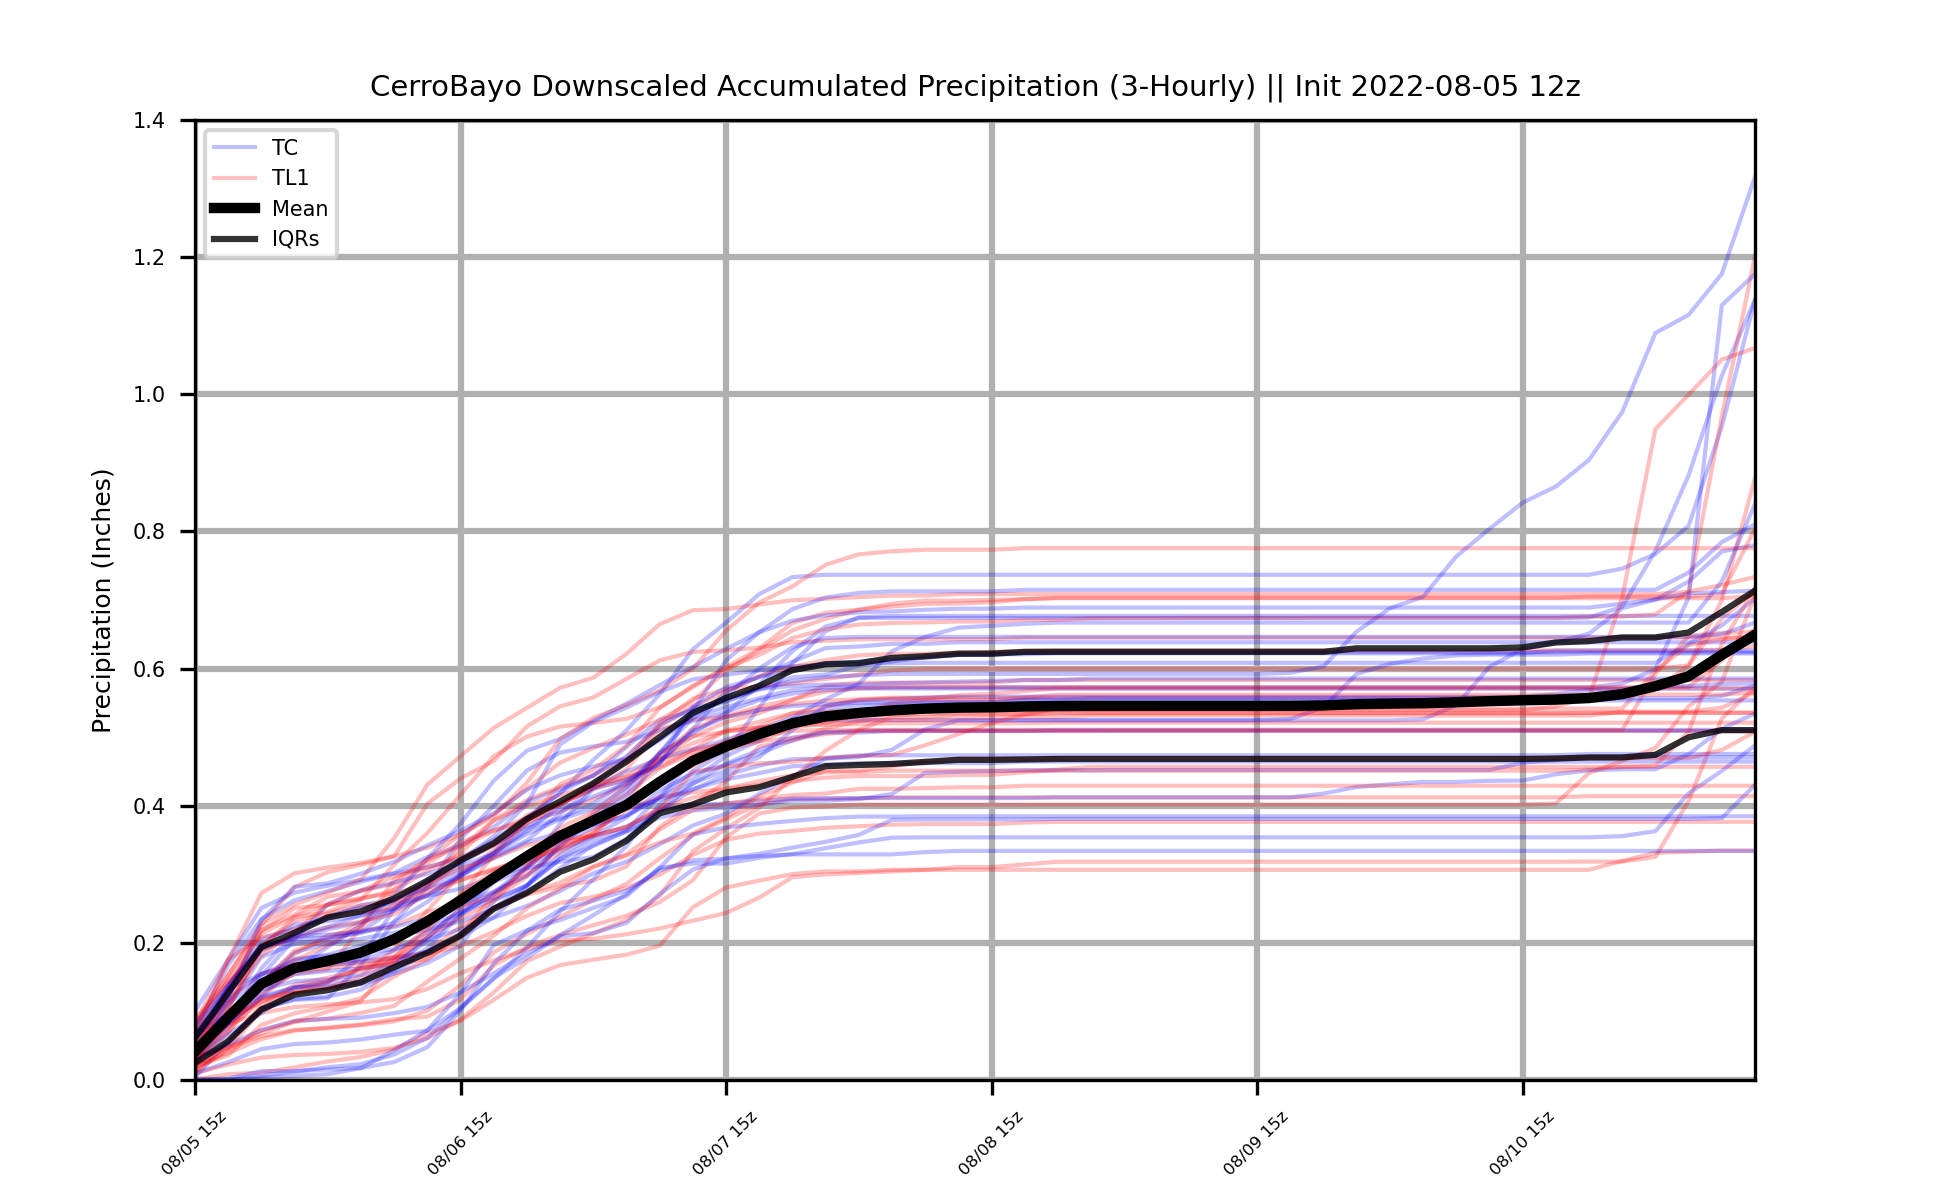 CerroBayo Downscaled Accumulated Precipitation (3-Hourly) || Init 2022-08-05 12z
TC
TL1
Mean
IQRs
Precipitation (Inches)
1.4
1.2
1.0
0.8
0.6
0.4
0.2
0.0
08/05 15z
08/06 15z
08/07 15z
08/08 15z
08/09 15z
08/10 15z